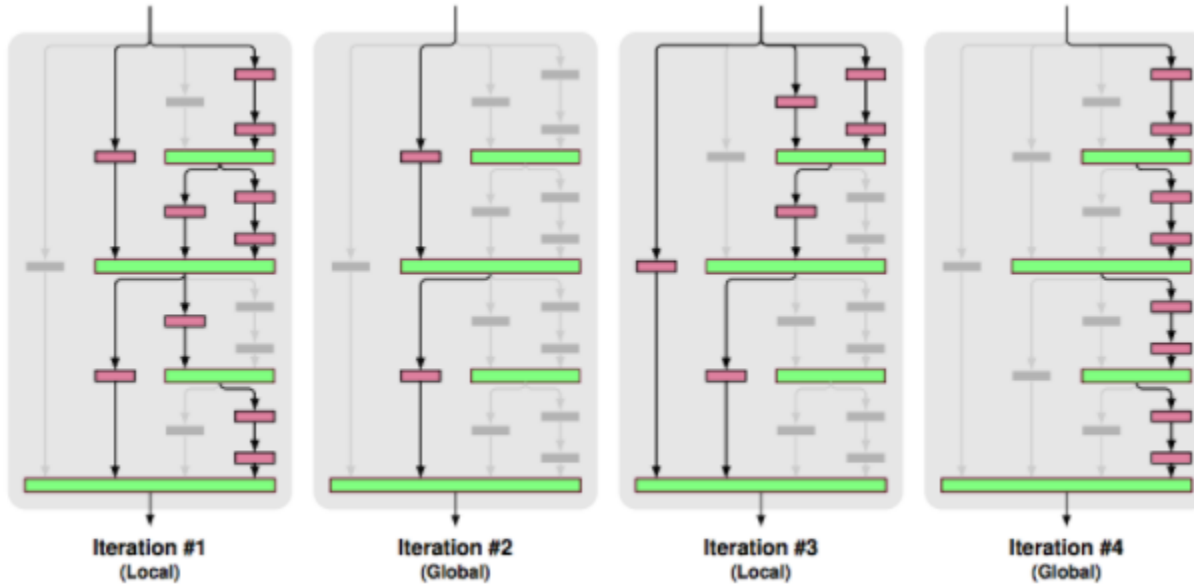 Iteration #1
(Local)
Iteration #2
(Global)
Iteration #3
(Local)
Iteration #4
(Global)